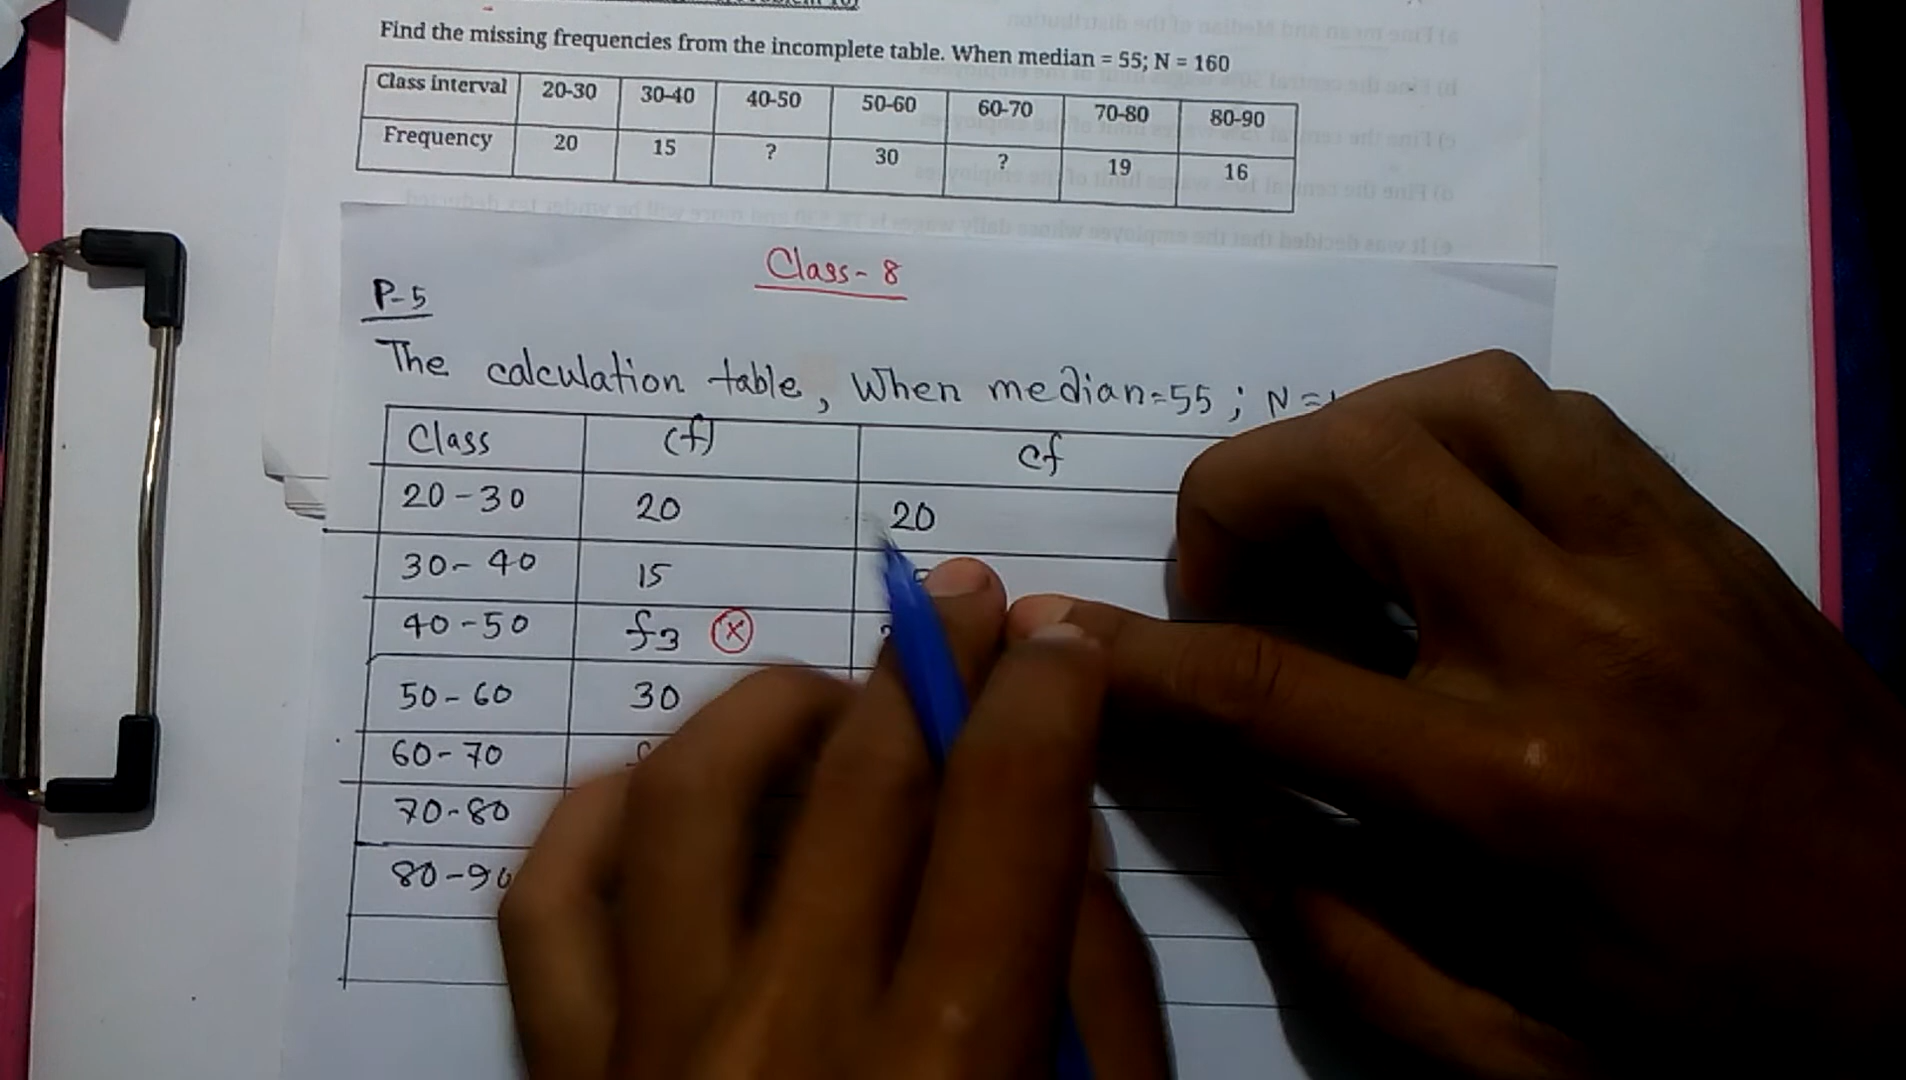 Find the missing frequencies from the incomplete table. When median = 55; N = 160
Class interval 20-30 30-40 40-50 50-60 60-70 70-80 80-90
Frequency 20 15 ? 30 ? 19 16
Class- 8
P-5
The calculation table, When median=55 ; N =
Class (f) cf
20-30 20 20
30-40 15
40-50 f3 (x)
50-60 30
60-70
70-80
80-90